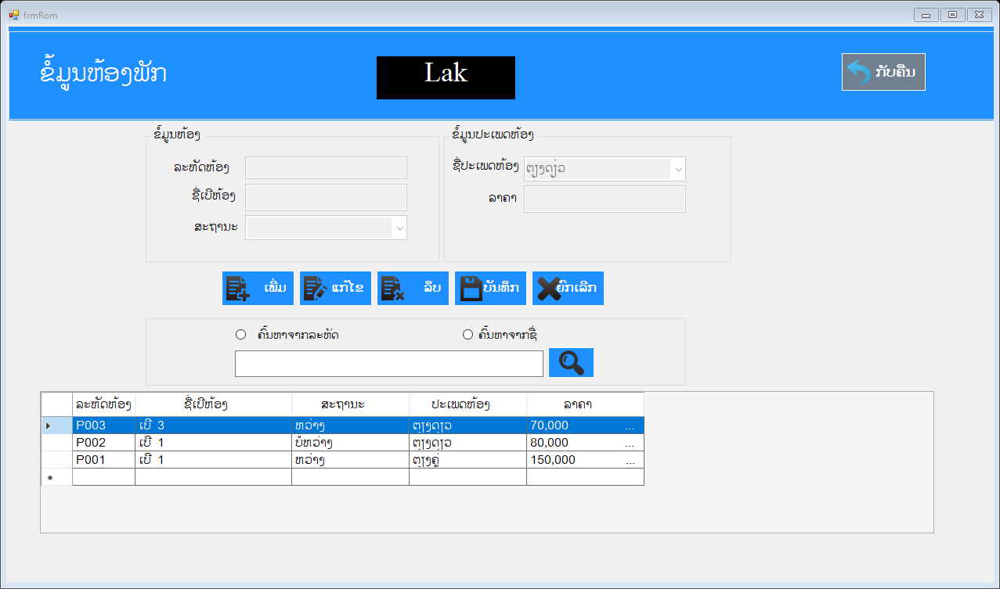 frmRom
ຂໍ້ມູນຫ້ອງພັກ
Lak
ກັບຄືນ
ຂໍ້ມູນຫ້ອງ
ຂໍ້ມູນປະເພດຫ້ອງ
ລະຫັດຫ້ອງ
ຊື່ປະເພດຫ້ອງ ຕຽງດ່ຽວ
ຊື່ເບີຫ້ອງ
ລາຄາ
ສະຖານະ
ເພີ່ມ ແກ້ໄຂ ລຶບ ບັນທຶກ ຍົກເລີກ
ຄົ້ນຫາຈາກລະຫັດ ຄົ້ນຫາຈາກຊື່
ລະຫັດຫ້ອງ ຊື່ເບີຫ້ອງ ສະຖານະ ປະເພດຫ້ອງ ລາຄາ
P003 ເບີ 3 ຫວ່າງ ຕຽງດຽວ 70,000 ...
P002 ເບີ 1 ບໍ່ຫວ່າງ ຕຽງດຽວ 80,000 ...
P001 ເບີ 1 ຫວ່າງ ຕຽງຄູ່ 150,000 ...